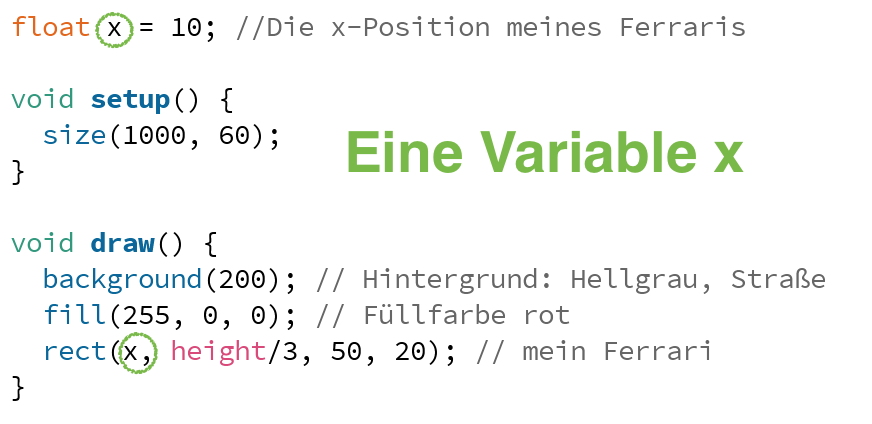 float x = 10; //Die x-Position meines Ferraris
void setup() {
size(1000, 60);
}
Eine Variable x
void draw() {
background(200); // Hintergrund: Hellgrau, Straße
fill(255, 0, 0); // Füllfarbe rot
rect(x, height/3, 50, 20); // mein Ferrari
}